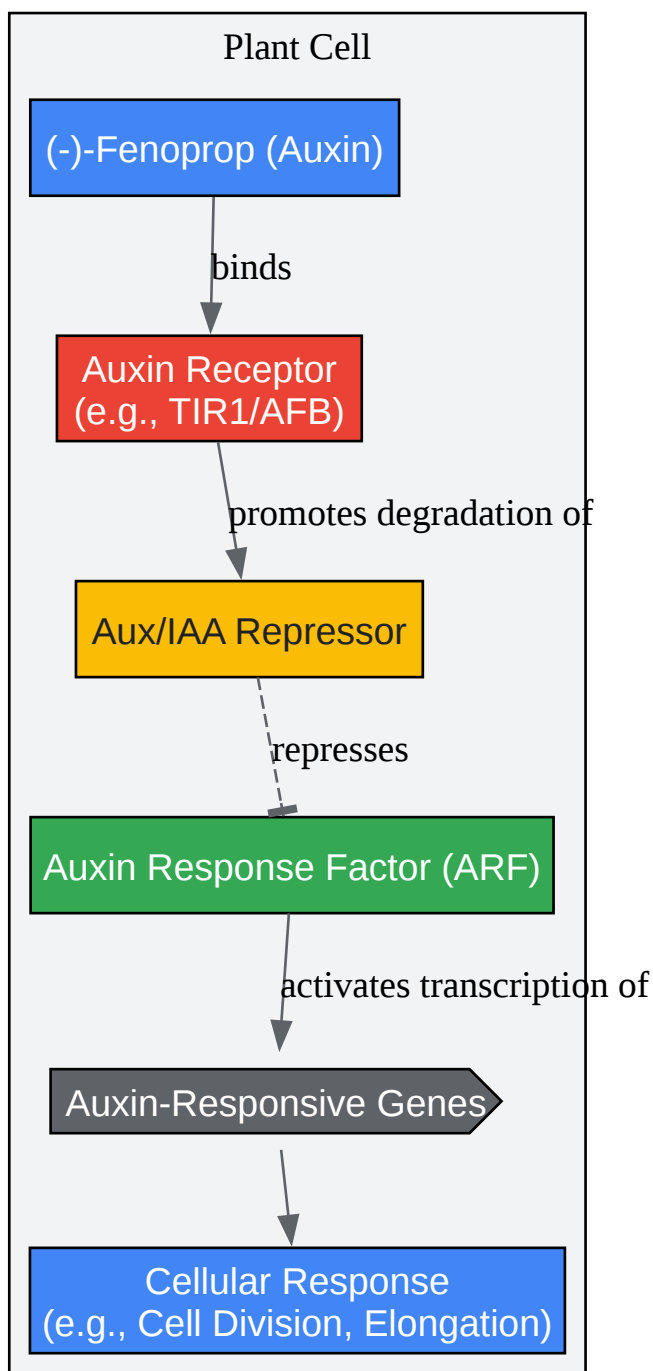 Plant Cell
(-)-Fenoprop (Auxin)
binds
Auxin Receptor
(e.g., TIR1/AFB)
promotes degradation of
Aux/IAA Repressor
represses
Auxin Response Factor (ARF)
activates transcription of
Auxin-Responsive Genes
Cellular Response
(e.g., Cell Division, Elongation)